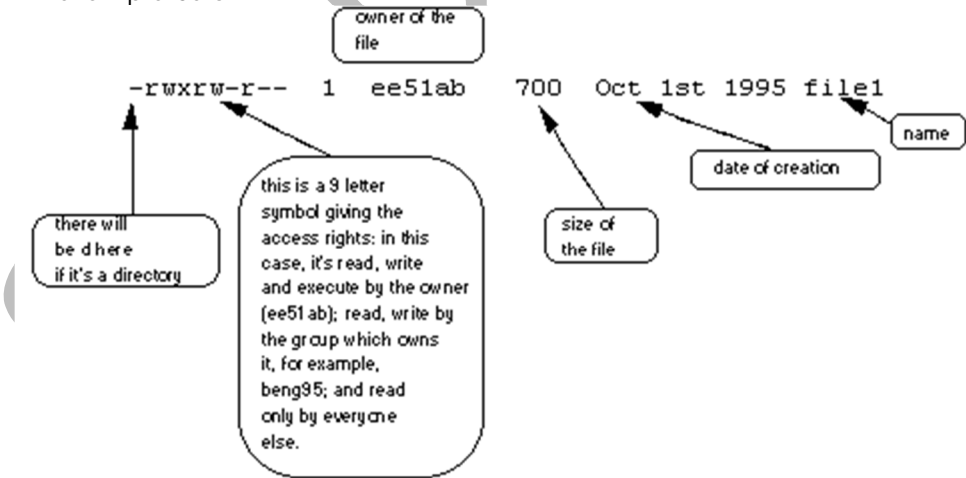 owner of the
file
-rwxrw-r-- 1 ee51ab 700 Oct 1st 1995 file1
name
date of creation
this is a 9 letter
symbol giving the
access rights: in this
case, it's read, write
and execute by the owner
(ee51ab); read, write by
the group which owns
it, for example,
beng95; and read
only by everyone
else.
there will
be d here
if it's a directory
size of
the file